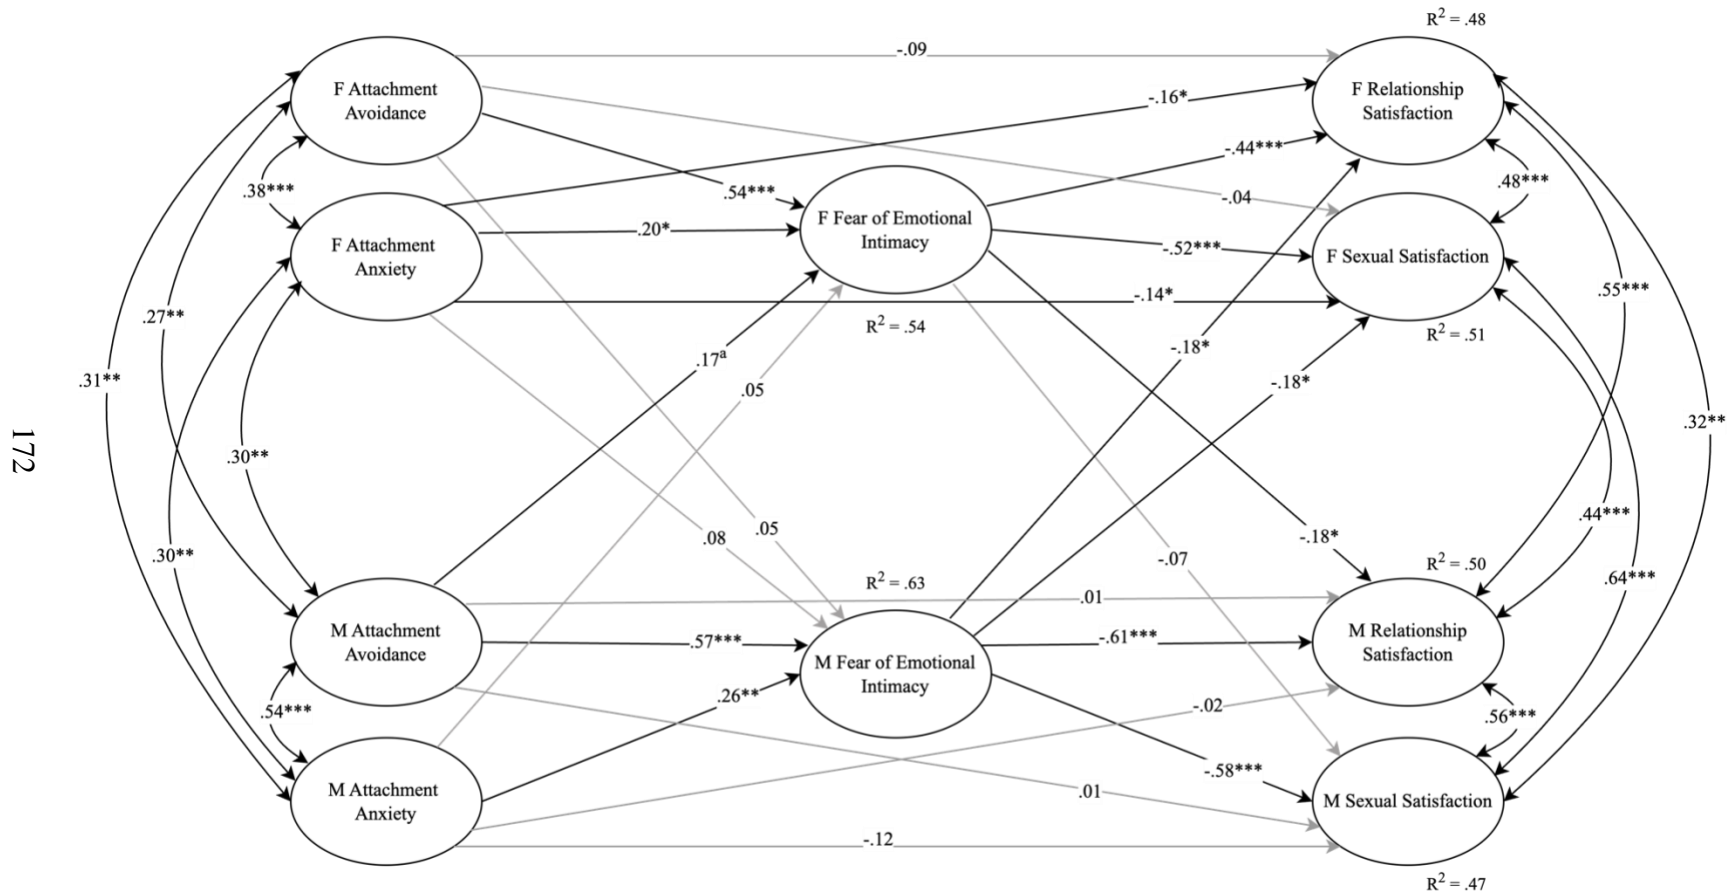 R² = .48
-.09
F Attachment
Avoidance
F Relationship
Satisfaction
-.16*
-.44***
.38***
.54***
-.04
.48***
F Attachment
Anxiety
.20*
F Fear of Emotional
Intimacy
-.52***
F Sexual Satisfaction
-.14*
.55***
.27**
R² = .54
R² = .51
.17ᵃ
-.18*
.31**
.05
-.18*
.32**
172
.30**
.44***
.08
.05
-.18*
.30**
-.07
R² = .63
R² = .50
.64***
.01
M Attachment
Avoidance
.57***
-.61***
M Relationship
Satisfaction
M Fear of Emotional
Intimacy
.26**
-.02
.54***
.56***
-.58***
M Attachment
Anxiety
.01
M Sexual Satisfaction
-.12
R² = .47